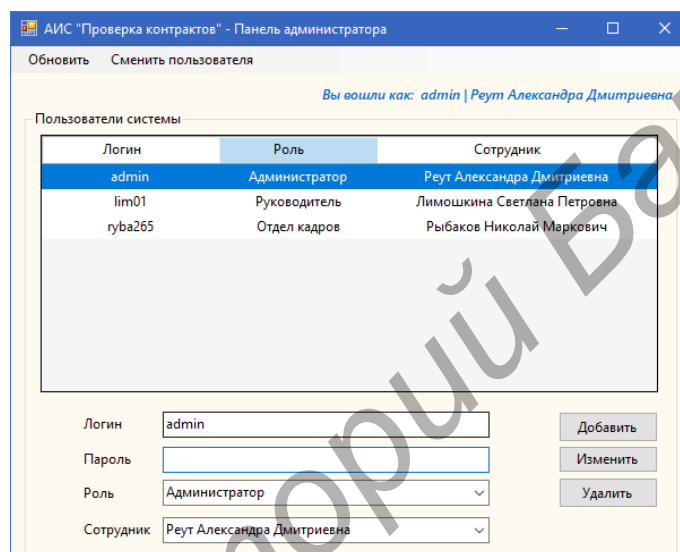 АИС "Проверка контрактов" - Панель администратора
Обновить Сменить пользователя
Вы вошли как: admin | Реут Александра Дмитриевна
Пользователи системы
Логин Роль Сотрудник
admin Администратор Реут Александра Дмитриевна
lim01 Руководитель Лимошкина Светлана Петровна
ryba265 Отдел кадров Рыбаков Николай Маркович
Логин admin Добавить
Пароль Изменить
Роль Администратор Удалить
Сотрудник Реут Александра Дмитриевна